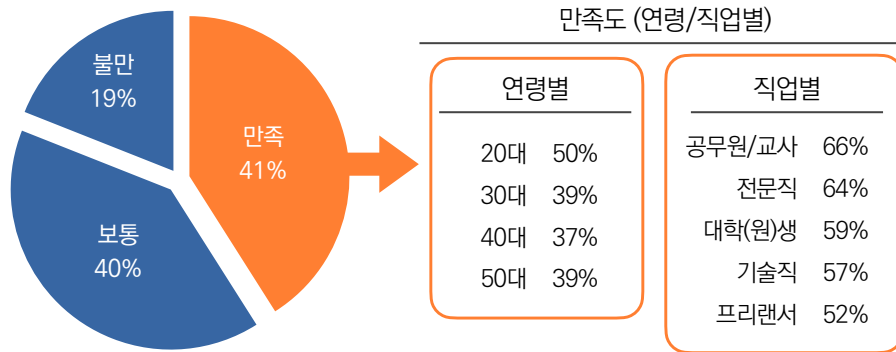 불만
19%
만족
41%
보통
40%
만족도 (연령/직업별)
연령별
20대 50%
30대 39%
40대 37%
50대 39%
직업별
공무원/교사 66%
전문직 64%
대학(원)생 59%
기술직 57%
프리랜서 52%